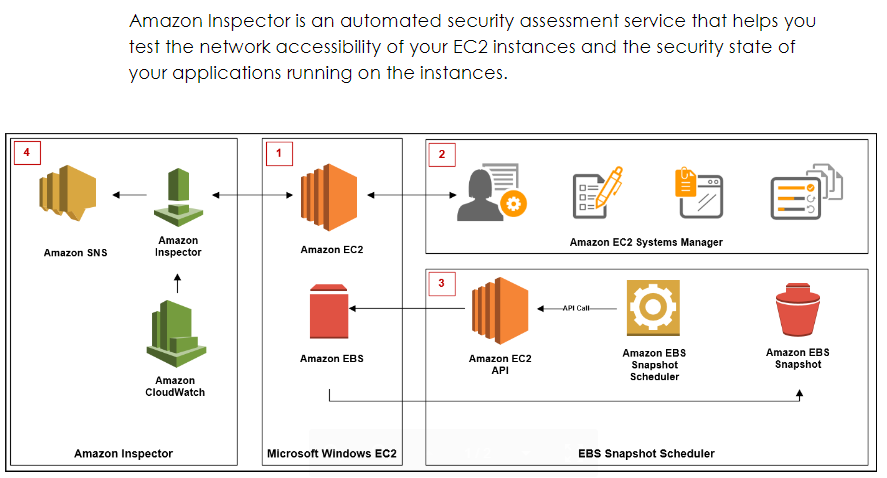 Amazon Inspector is an automated security assessment service that helps you
test the network accessibility of your EC2 instances and the security state of
your applications running on the instances.
4
Amazon SNS
Amazon
Inspector
Amazon
CloudWatch
Amazon Inspector
1
Amazon EC2
Amazon EBS
Microsoft Windows EC2
2
Amazon EC2 Systems Manager
3
Amazon EC2
API
API Call
Amazon EBS
Snapshot
Scheduler
Amazon EBS
Snapshot
EBS Snapshot Scheduler